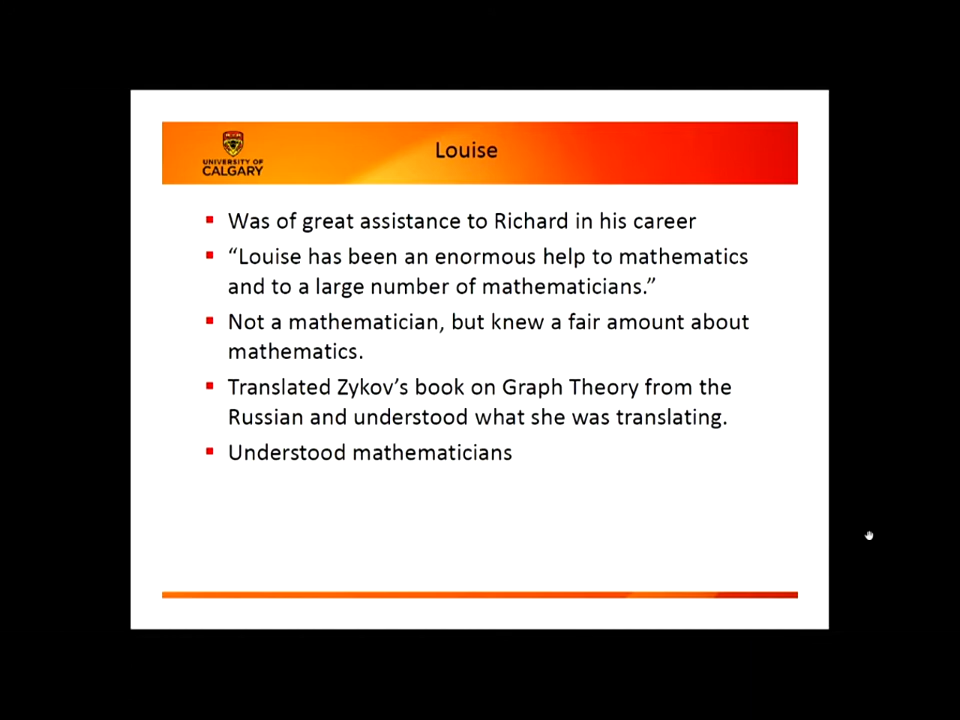 UNIVERSITY OF
CALGARY
Louise
Was of great assistance to Richard in his career
“Louise has been an enormous help to mathematics
and to a large number of mathematicians.”
Not a mathematician, but knew a fair amount about
mathematics.
Translated Zykov’s book on Graph Theory from the
Russian and understood what she was translating.
Understood mathematicians